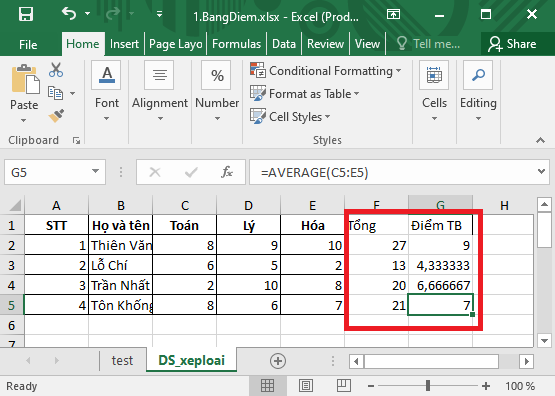 1.BangDiem.xlsx - Excel (Prod...
File Home Insert Page Layo Formulas Data Review View Tell me... Share
Paste
Font
Alignment
Number
Conditional Formatting
Format as Table
Cell Styles
Cells
Editing
Clipboard Styles
G5 fx =AVERAGE(C5:E5)
A B C D E F G H
1 STT Họ và tên Toán Lý Hóa Tổng Điểm TB
2 1 Thiên Văn 8 9 10 27 9
3 2 Lỗ Chí 6 5 2 13 4,333333
4 3 Trần Nhất 2 10 8 20 6,666667
5 4 Tôn Khổng 8 6 7 21 7
6
7
test DS_xeploai
Ready 100 %